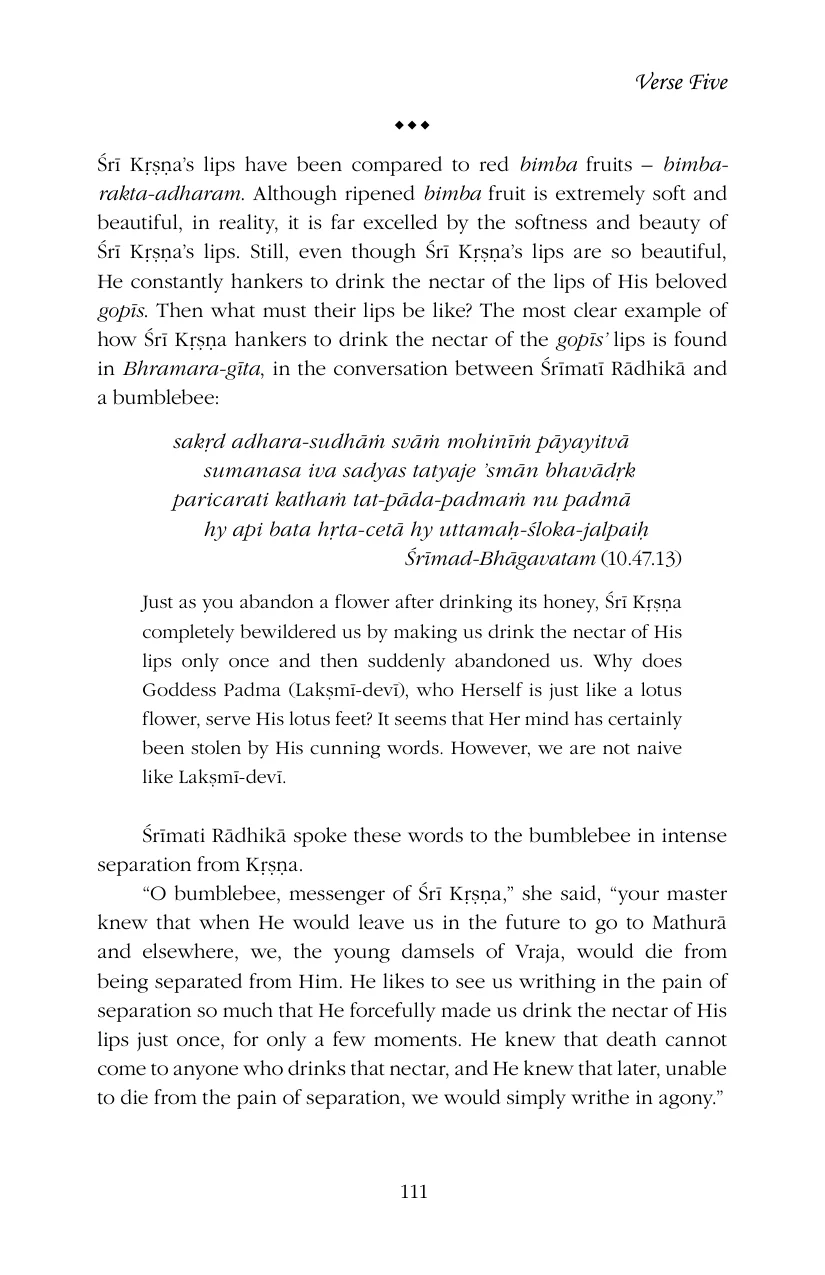 Verse Five
◆◆◆
Śrī Kṛṣṇa’s lips have been compared to red bimba fruits – bimba-
rakta-adharam. Although ripened bimba fruit is extremely soft and
beautiful, in reality, it is far excelled by the softness and beauty of
Śrī Kṛṣṇa’s lips. Still, even though Śrī Kṛṣṇa’s lips are so beautiful,
He constantly hankers to drink the nectar of the lips of His beloved
gopīs. Then what must their lips be like? The most clear example of
how Śrī Kṛṣṇa hankers to drink the nectar of the gopīs’ lips is found
in Bhramara-gīta, in the conversation between Śrīmatī Rādhikā and
a bumblebee:
sakṛd adhara-sudhāṁ svāṁ mohinīṁ pāyayitvā
sumanasa iva sadyas tatyaje ’smān bhavādṛk
paricarati kathaṁ tat-pāda-padmaṁ nu padmā
hy api bata hṛta-cetā hy uttamaḥ-śloka-jalpaiḥ
Śrīmad-Bhāgavatam (10.47.13)
Just as you abandon a flower after drinking its honey, Śrī Kṛṣṇa
completely bewildered us by making us drink the nectar of His
lips only once and then suddenly abandoned us. Why does
Goddess Padma (Lakṣmī-devī), who Herself is just like a lotus
flower, serve His lotus feet? It seems that Her mind has certainly
been stolen by His cunning words. However, we are not naive
like Lakṣmī-devī.
Śrīmati Rādhikā spoke these words to the bumblebee in intense
separation from Kṛṣṇa.
“O bumblebee, messenger of Śrī Kṛṣṇa,” she said, “your master
knew that when He would leave us in the future to go to Mathurā
and elsewhere, we, the young damsels of Vraja, would die from
being separated from Him. He likes to see us writhing in the pain of
separation so much that He forcefully made us drink the nectar of His
lips just once, for only a few moments. He knew that death cannot
come to anyone who drinks that nectar, and He knew that later, unable
to die from the pain of separation, we would simply writhe in agony.”
111